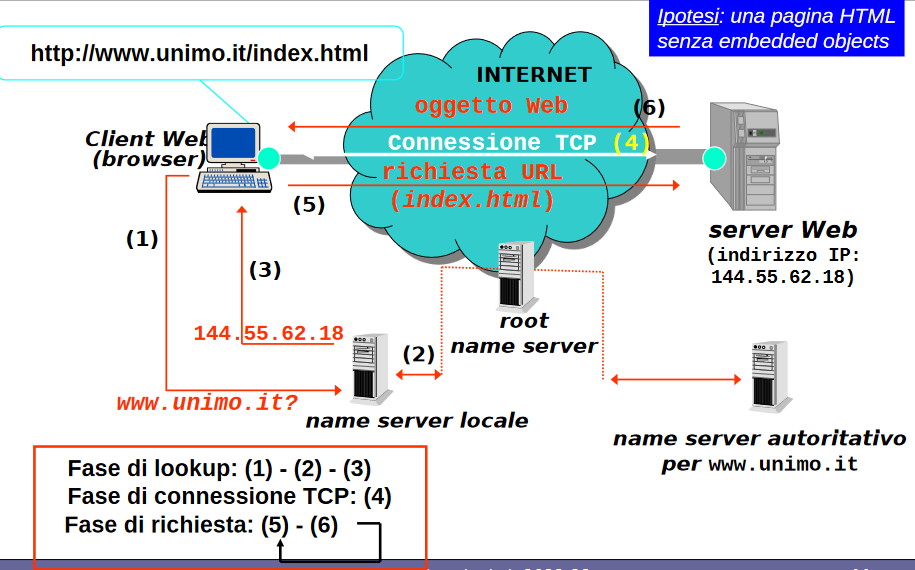 Ipotesi: una pagina HTML
senza embedded objects
http://www.unimo.it/index.html
INTERNET
oggetto Web
(6)
Client Web
(browser)
Connessione TCP (4)
richiesta URL
(index.html)
(5)
server Web
(indirizzo IP:
144.55.62.18)
(1)
(3)
root
name server
144.55.62.18
(2)
www.unimo.it?
name server locale
name server autoritativo
per www.unimo.it
Fase di lookup: (1) - (2) - (3)
Fase di connessione TCP: (4)
Fase di richiesta: (5) - (6)